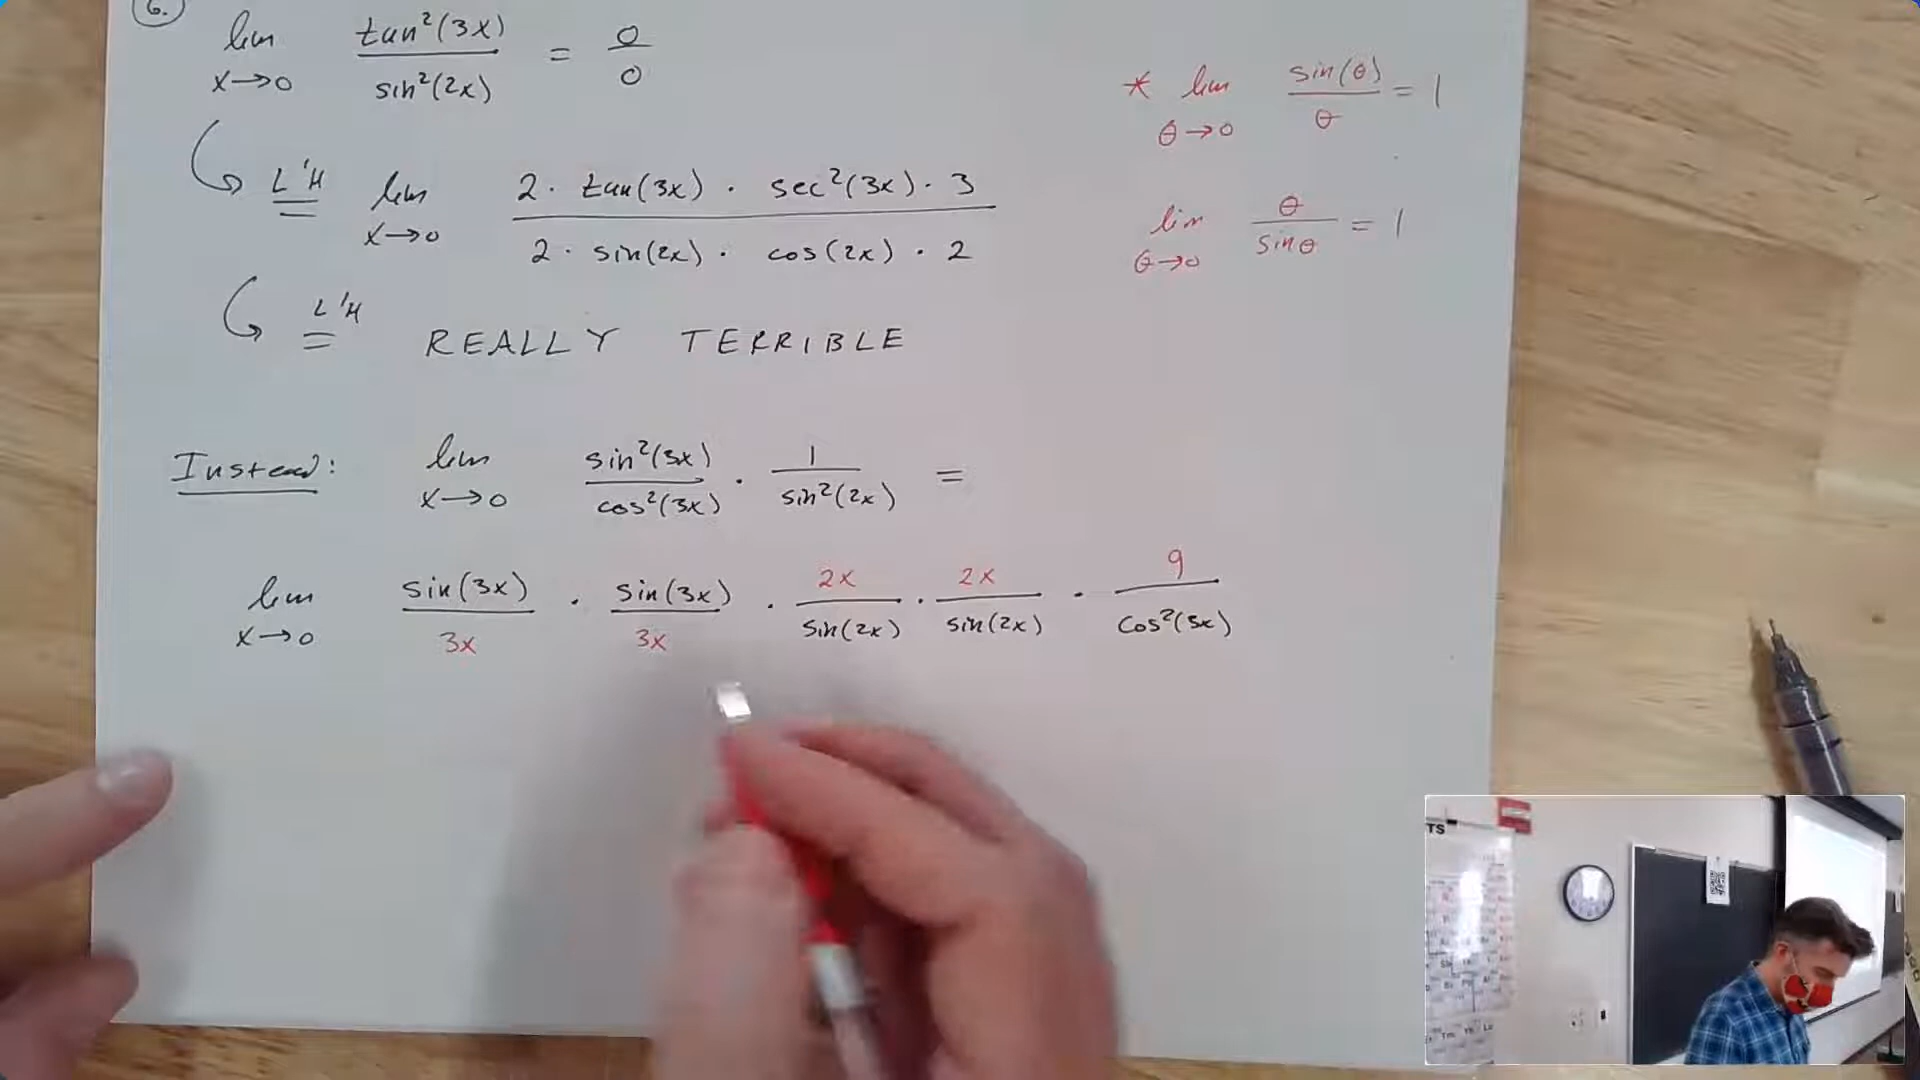 6.
lim x→0 tan²(3x) / sin²(2x) = 0/0
* lim θ→0 sin(θ)/θ = 1
L'H = lim x→0 2 · tan(3x) · sec²(3x) · 3 / 2 · sin(2x) · cos(2x) · 2
lim θ→0 θ/sinθ = 1
L'H = REALLY TERRIBLE
Instead: lim x→0 sin²(3x)/cos²(3x) · 1/sin²(2x) =
lim x→0 sin(3x)/3x · sin(3x)/3x · 2x/sin(2x) · 2x/sin(2x) · 9/cos²(3x)
TS